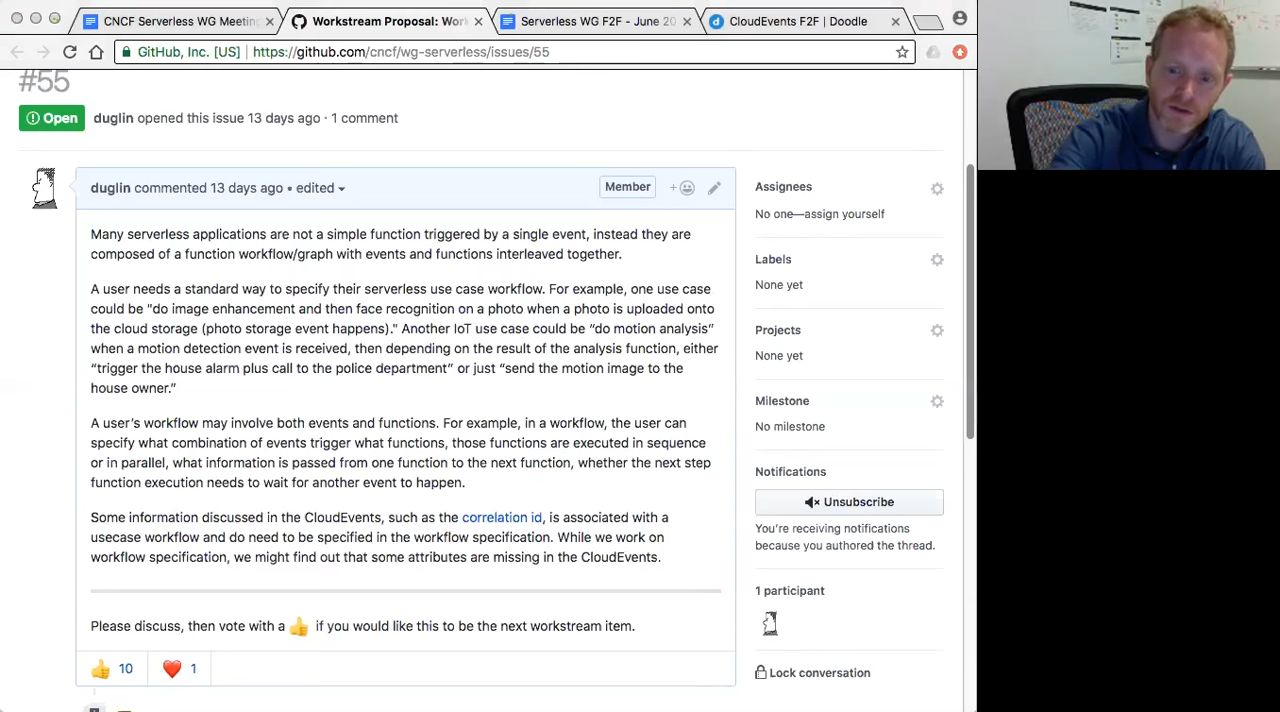 CNCF Serverless WG Meetin
Workstream Proposal: Wor
Serverless WG F2F - June 20
CloudEvents F2F | Doodle
GitHub, Inc. [US]
https://github.com/cncf/wg-serverless/issues/55
#55
Open
duglin opened this issue 13 days ago · 1 comment
duglin commented 13 days ago • edited
Member
Many serverless applications are not a simple function triggered by a single event, instead they are
composed of a function workflow/graph with events and functions interleaved together.
A user needs a standard way to specify their serverless use case workflow. For example, one use case
could be "do image enhancement and then face recognition on a photo when a photo is uploaded onto
the cloud storage (photo storage event happens)." Another IoT use case could be “do motion analysis”
when a motion detection event is received, then depending on the result of the analysis function, either
“trigger the house alarm plus call to the police department” or just “send the motion image to the
house owner.”
A user’s workflow may involve both events and functions. For example, in a workflow, the user can
specify what combination of events trigger what functions, those functions are executed in sequence
or in parallel, what information is passed from one function to the next function, whether the next step
function execution needs to wait for another event to happen.
Some information discussed in the CloudEvents, such as the correlation id, is associated with a
usecase workflow and do need to be specified in the workflow specification. While we work on
workflow specification, we might find out that some attributes are missing in the CloudEvents.
Please discuss, then vote with a 👍 if you would like this to be the next workstream item.
👍 10
❤️ 1
Assignees
No one—assign yourself
Labels
None yet
Projects
None yet
Milestone
No milestone
Notifications
Unsubscribe
You’re receiving notifications
because you authored the thread.
1 participant
Lock conversation